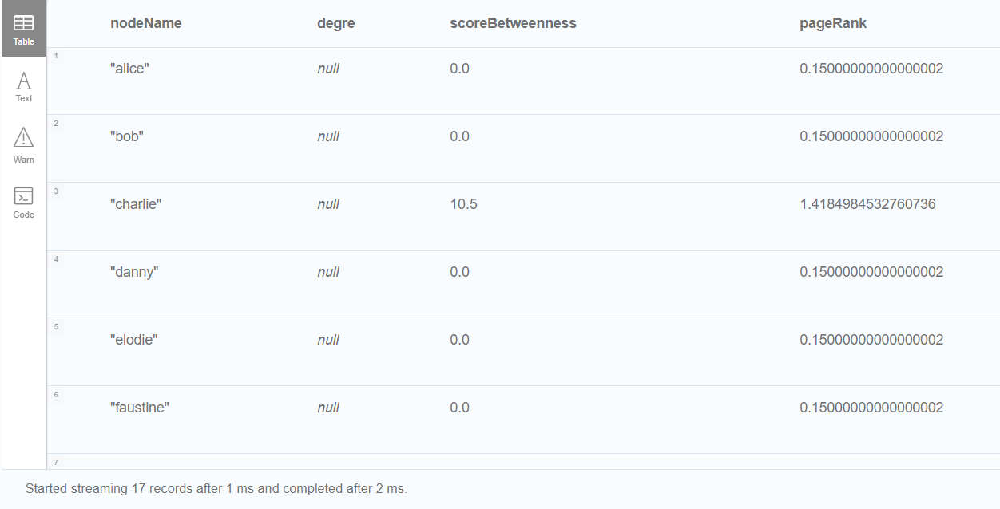 Table
Text
Warn
Code
nodeName degre scoreBetweenness pageRank
1 "alice" null 0.0 0.15000000000000002
2 "bob" null 0.0 0.15000000000000002
3 "charlie" null 10.5 1.4184984532760736
4 "danny" null 0.0 0.15000000000000002
5 "elodie" null 0.0 0.15000000000000002
6 "faustine" null 0.0 0.15000000000000002
7
Started streaming 17 records after 1 ms and completed after 2 ms.